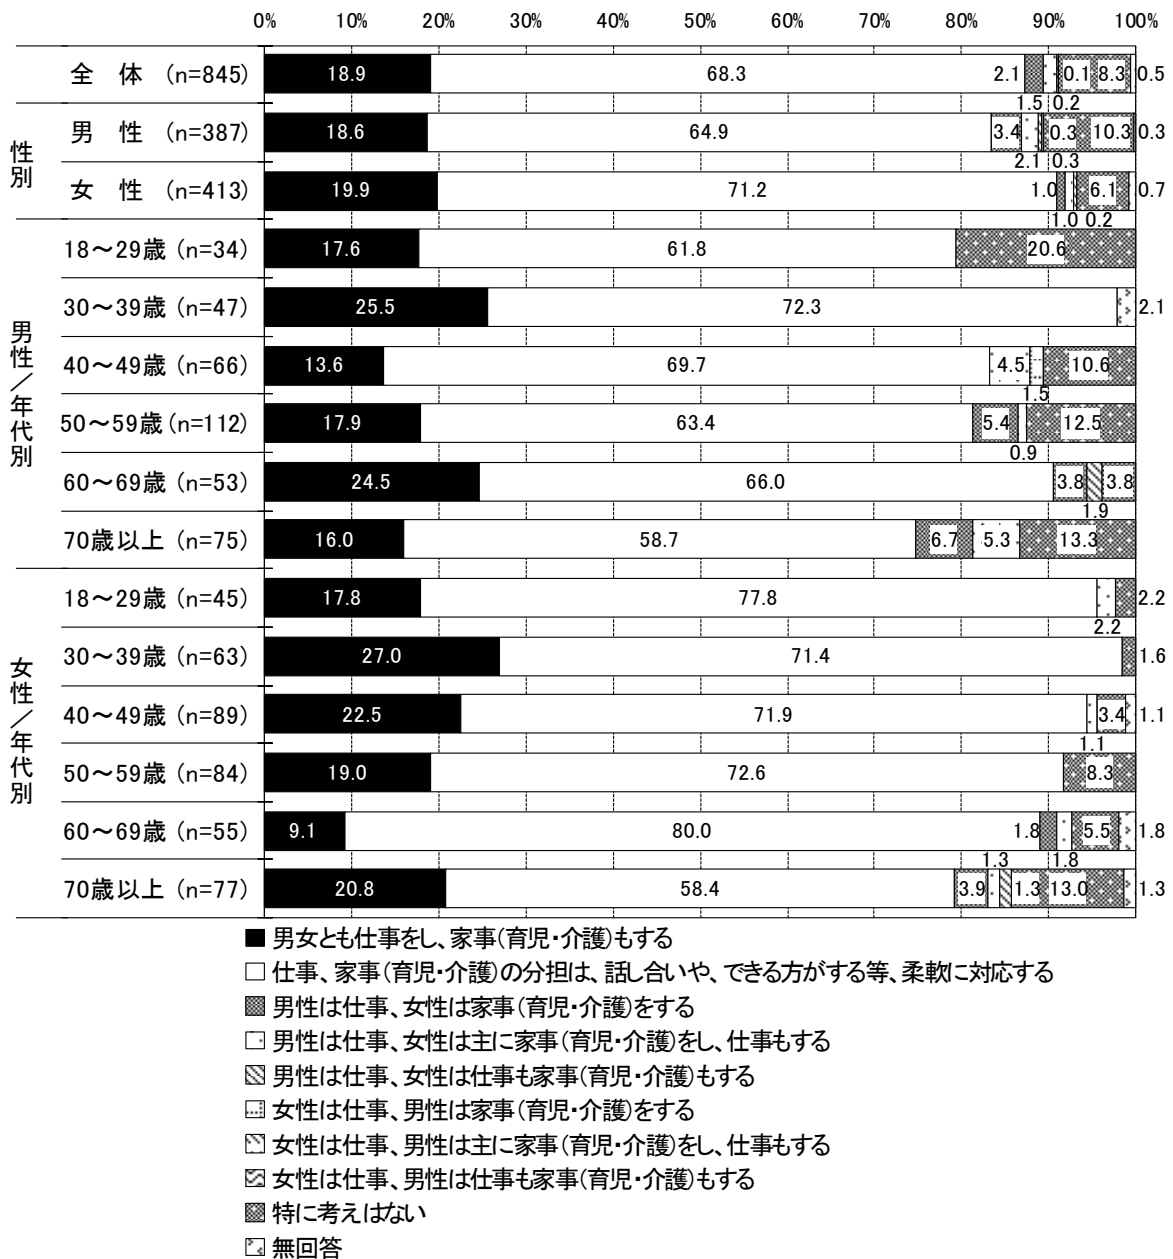 0% 10% 20% 30% 40% 50% 60% 70% 80% 90% 100%
全 体 (n=845) 18.9 68.3 2.1 0.1 8.3 0.5
1.5 0.2
性別
男 性 (n=387) 18.6 64.9 3.4 0.3 10.3 0.3
2.1 0.3
女 性 (n=413) 19.9 71.2 1.0 6.1 0.7
1.0 0.2
男性/年代別
18~29歳 (n=34) 17.6 61.8 20.6
30~39歳 (n=47) 25.5 72.3 2.1
40~49歳 (n=66) 13.6 69.7 4.5 10.6
1.5
50~59歳 (n=112) 17.9 63.4 5.4 12.5
0.9
60~69歳 (n=53) 24.5 66.0 3.8 3.8
1.9
70歳以上 (n=75) 16.0 58.7 6.7 5.3 13.3
女性/年代別
18~29歳 (n=45) 17.8 77.8 2.2
2.2
30~39歳 (n=63) 27.0 71.4 1.6
40~49歳 (n=89) 22.5 71.9 3.4 1.1
1.1
50~59歳 (n=84) 19.0 72.6 8.3
60~69歳 (n=55) 9.1 80.0 1.8 5.5 1.8
1.3 1.8
70歳以上 (n=77) 20.8 58.4 3.9 1.3 13.0 1.3
男女とも仕事をし、家事(育児・介護)もする
仕事、家事(育児・介護)の分担は、話し合いや、できる方がする等、柔軟に対応する
男性は仕事、女性は家事(育児・介護)をする
男性は仕事、女性は主に家事(育児・介護)をし、仕事もする
男性は仕事、女性は仕事も家事(育児・介護)もする
女性は仕事、男性は家事(育児・介護)をする
女性は仕事、男性は主に家事(育児・介護)をし、仕事もする
女性は仕事、男性は仕事も家事(育児・介護)もする
特に考えはない
無回答